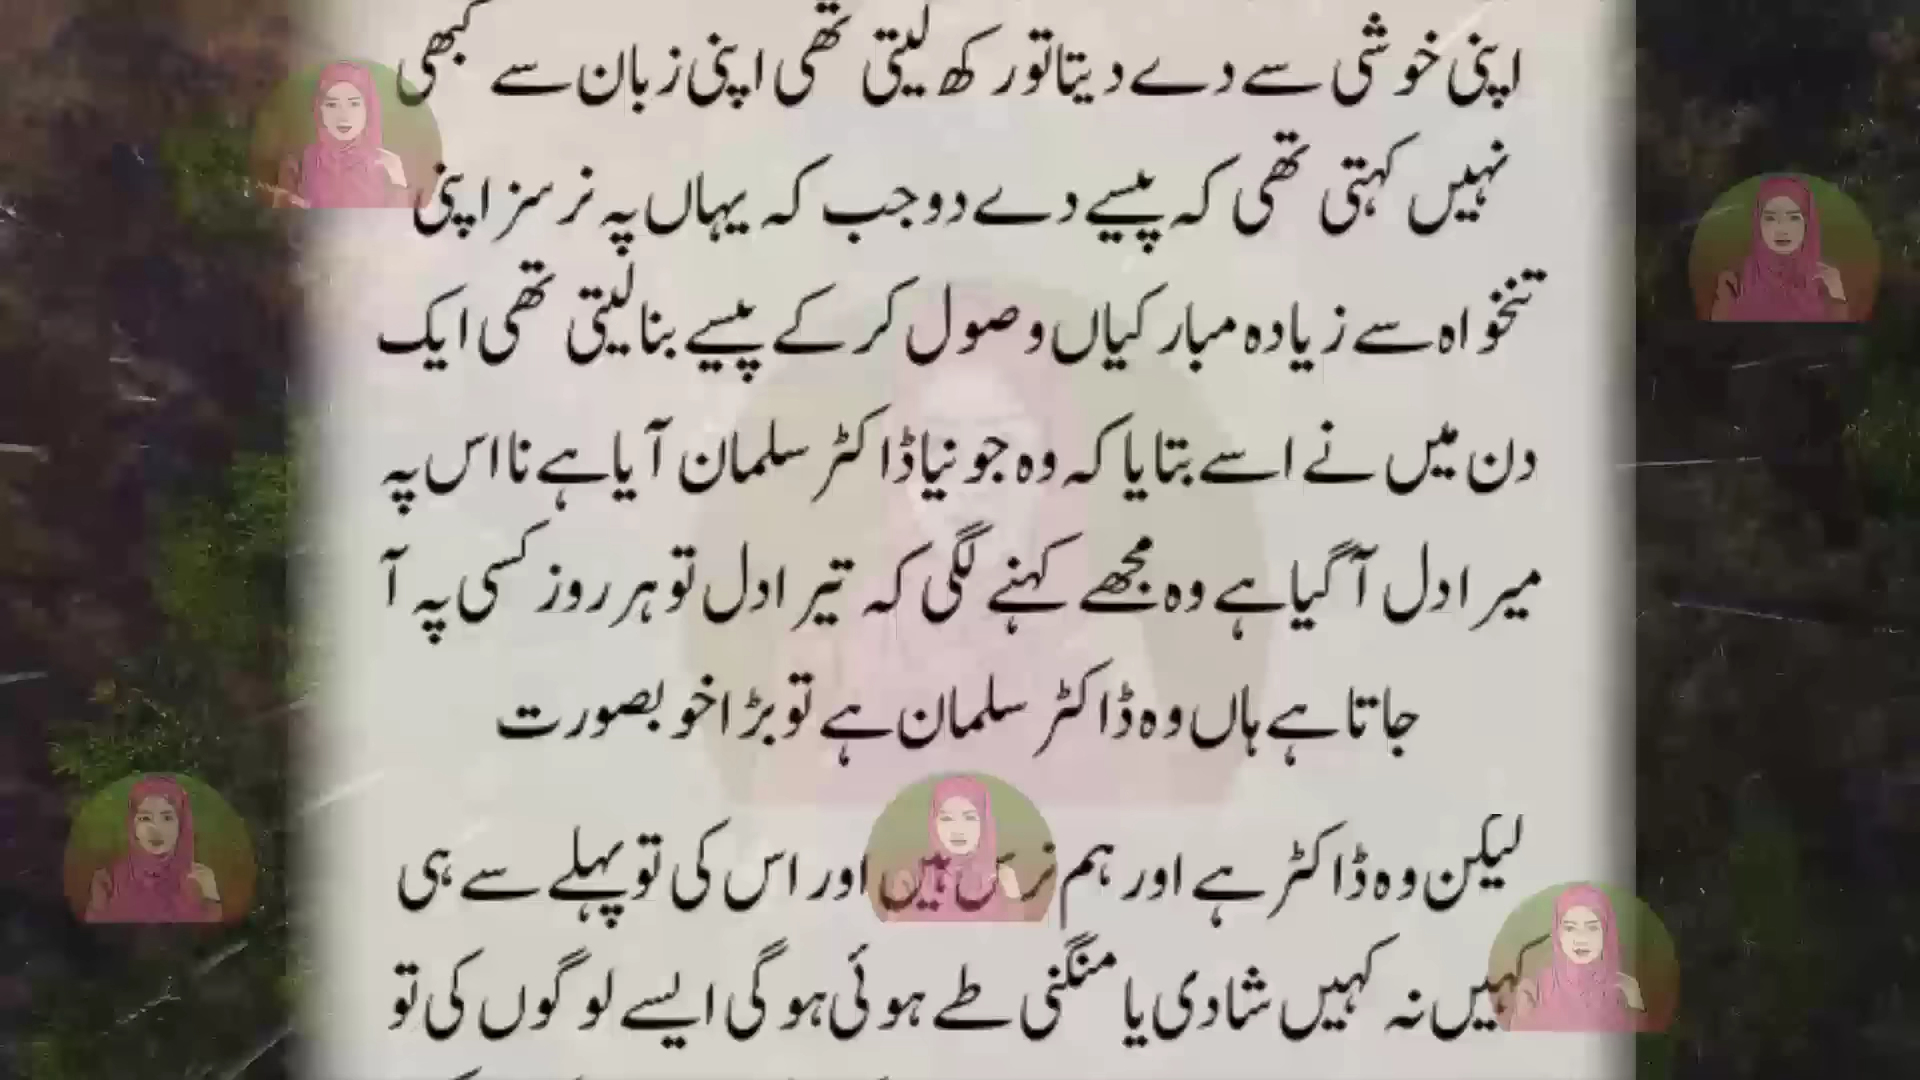 اپنی خوشی سے دے دیتا تو رکھ لیتی تھی اپنی زبان سے کبھی
نہیں کہتی تھی کہ پیسے دے دو جب کہ یہاں پہ نرسز اپنی
تنخواہ سے زیادہ مبارکیاں وصول کر کے پیسے بنا لیتی تھی ایک
دن میں نے اسے بتایا کہ وہ جو نیا ڈاکٹر سلمان آیا ہے نا اس پہ
میرا دل آ گیا ہے وہ مجھے کہنے لگی کہ تیرا دل تو ہر روز کسی پہ آ
جاتا ہے ہاں وہ ڈاکٹر سلمان ہے تو بڑا خوبصورت
لیکن وہ ڈاکٹر ہے اور ہم نرس ہیں اور اس کی تو پہلے سے ہی
کہیں نہ کہیں شادی یا منگنی طے ہوئی ہو گی ایسے لوگوں کی تو